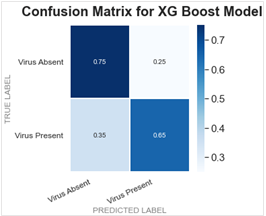 Confusion Matrix for XG Boost Model
TRUE LABEL
Virus Absent
0.75
0.25
Virus Present
0.35
0.65
Virus Absent
Virus Present
PREDICTED LABEL
0.7
0.6
0.5
0.4
0.3